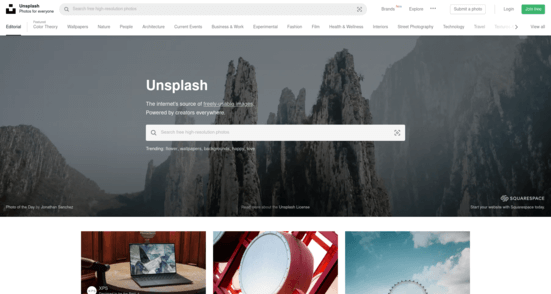 Unsplash
Photos for everyone
Search free high-resolution photos
Brands New
Explore
Submit a photo
Login
Join free
Editorial
Featured
Color Theory
Wallpapers
Nature
People
Architecture
Current Events
Business & Work
Experimental
Fashion
Film
Health & Wellness
Interiors
Street Photography
Technology
Travel
View all
Unsplash
The internet's source of freely usable images.
Powered by creators everywhere.
Search free high-resolution photos
Trending: flower, wallpapers, backgrounds, happy, love
SQUARESPACE
Photo of the Day by Jonathan Sanchez
Read more about the Unsplash License
Start your website with Squarespace today.
XPS